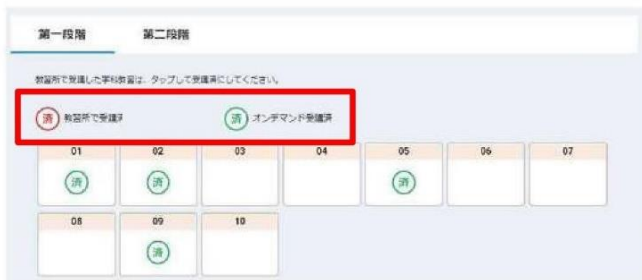 第一段階 第二段階
教習所で受講した学科教習は、タップして受講済にしてください。
済 教習所で受講済 済 オンデマンド受講済
01 02 03 04 05 06 07
済 済 済
08 09 10
済